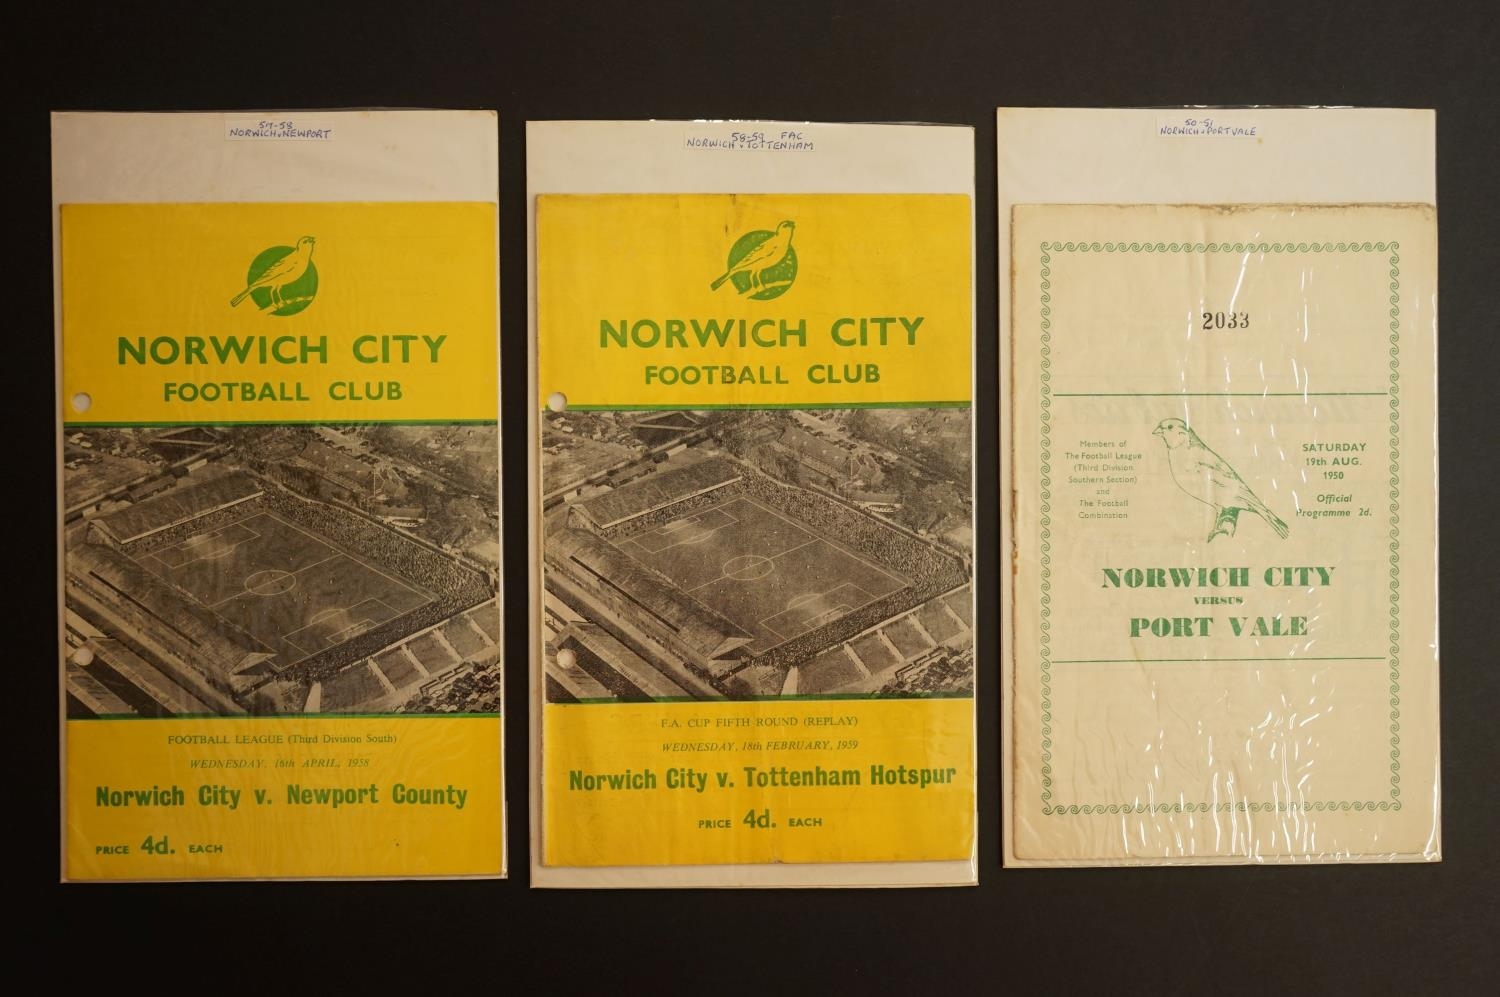 57-58
NORWICH v NEWPORT
NORWICH CITY
FOOTBALL CLUB
FOOTBALL LEAGUE (Third Division South)
WEDNESDAY, 16th APRIL, 1958
Norwich City v. Newport County
PRICE 4d. EACH
58-59 FAC
NORWICH v TOTTENHAM
NORWICH CITY
FOOTBALL CLUB
F.A. CUP FIFTH ROUND (REPLAY)
WEDNESDAY, 18th FEBRUARY, 1959
Norwich City v. Tottenham Hotspur
PRICE 4d. EACH
50-51
NORWICH v PORT VALE
2033
Members of
The Football League
(Third Division
Southern Section)
and
The Football
Combination
SATURDAY
19th AUG.
1950
Official
Programme 2d.
NORWICH CITY
VERSUS
PORT VALE